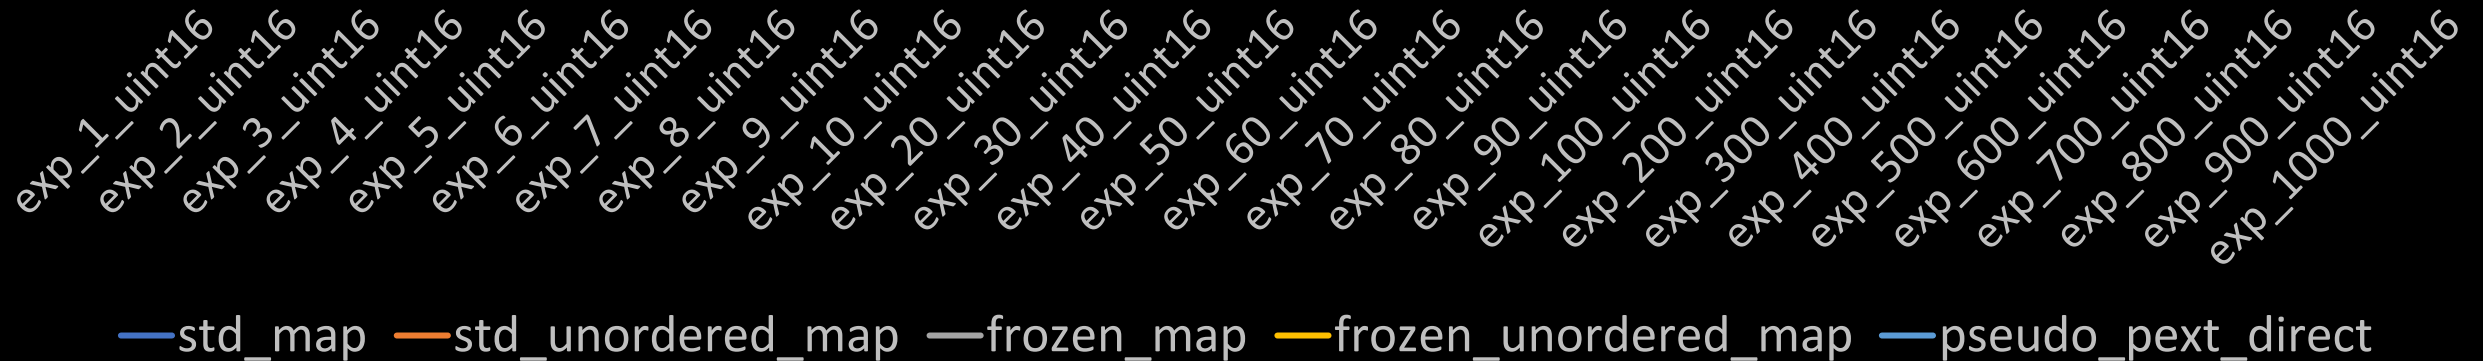 exp_1_uint16
exp_2_uint16
exp_3_uint16
exp_4_uint16
exp_5_uint16
exp_6_uint16
exp_7_uint16
exp_8_uint16
exp_9_uint16
exp_10_uint16
exp_20_uint16
exp_30_uint16
exp_40_uint16
exp_50_uint16
exp_60_uint16
exp_70_uint16
exp_80_uint16
exp_90_uint16
exp_100_uint16
exp_200_uint16
exp_300_uint16
exp_400_uint16
exp_500_uint16
exp_600_uint16
exp_700_uint16
exp_800_uint16
exp_900_uint16
exp_1000_uint16
std_map std_unordered_map frozen_map frozen_unordered_map pseudo_pext_direct